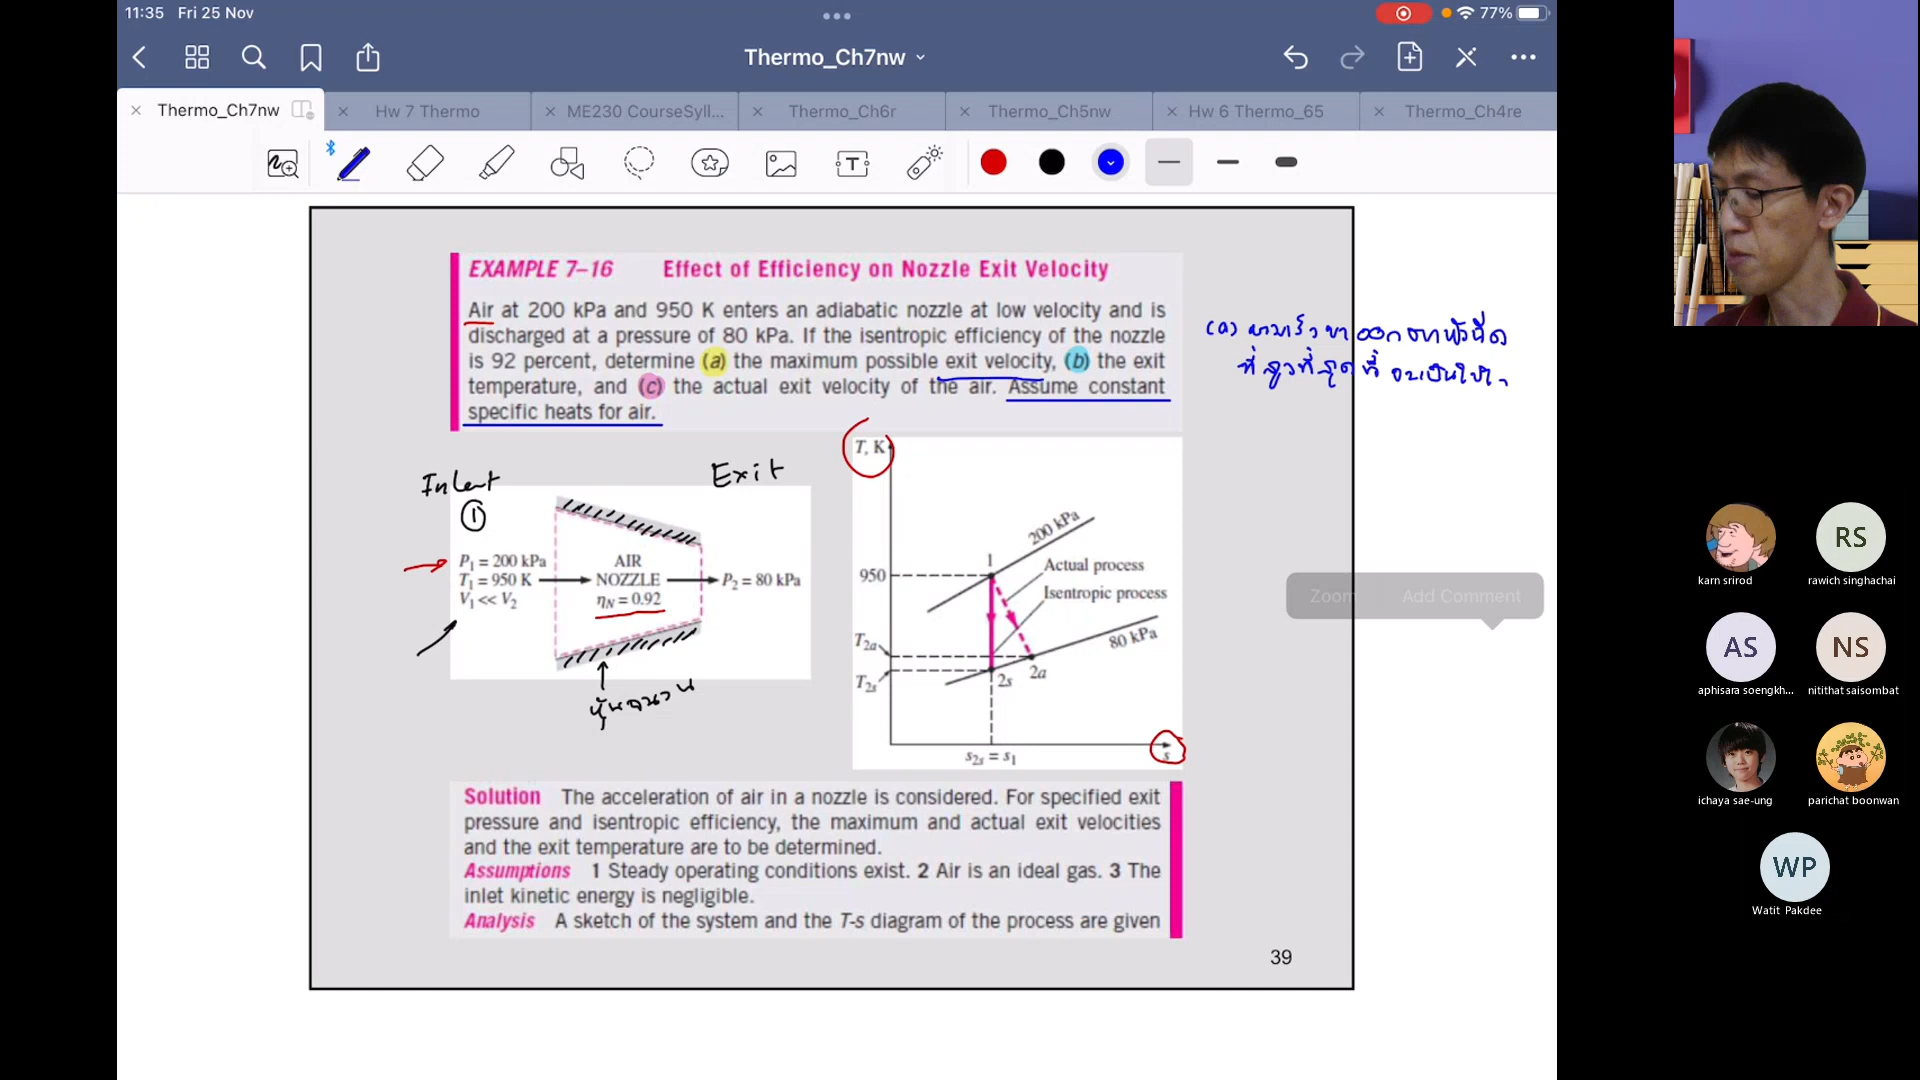 11:35 Fri 25 Nov
77%
Thermo_Ch7nw
Thermo_Ch7nw
Hw 7 Thermo
ME230 CourseSyll...
Thermo_Ch6r
Thermo_Ch5nw
Hw 6 Thermo_65
Thermo_Ch4re
EXAMPLE 7–16 Effect of Efficiency on Nozzle Exit Velocity
Air at 200 kPa and 950 K enters an adiabatic nozzle at low velocity and is
discharged at a pressure of 80 kPa. If the isentropic efficiency of the nozzle
is 92 percent, determine (a) the maximum possible exit velocity, (b) the exit
temperature, and (c) the actual exit velocity of the air. Assume constant
specific heats for air.
(a)
ที่
Exit
①
P₁ = 200 kPa
T₁ = 950 K
V₁ << V₂
AIR
NOZZLE
ηN = 0.92
P₂ = 80 kPa
T, K
200 kPa
1
Actual process
950
Isentropic process
80 kPa
T₂ₐ
T₂ₛ
2s
2a
s₂ₛ = s₁
s
Zoom Add Comment
Solution The acceleration of air in a nozzle is considered. For specified exit
pressure and isentropic efficiency, the maximum and actual exit velocities
and the exit temperature are to be determined.
Assumptions 1 Steady operating conditions exist. 2 Air is an ideal gas. 3 The
inlet kinetic energy is negligible.
Analysis A sketch of the system and the T-s diagram of the process are given
39
karn srirod
RS
rawich singhachai
AS
aphisara soengkh...
NS
nitithat saisombat
ichaya sae-ung
parichat boonwan
WP
Watit Pakdee